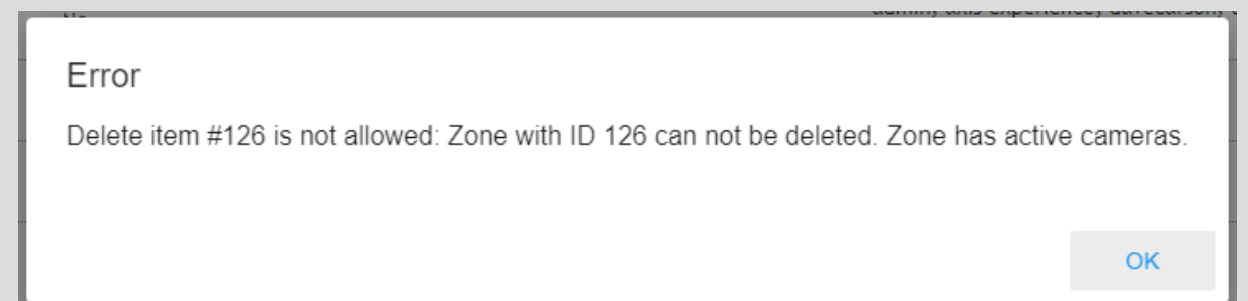 Error
Delete item #126 is not allowed: Zone with ID 126 can not be deleted. Zone has active cameras.
OK